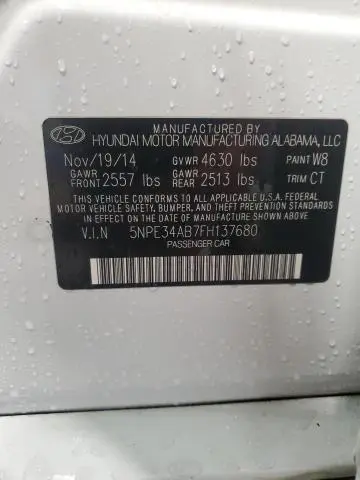 MANUFACTURED BY
HYUNDAI MOTOR MANUFACTURING ALABAMA, LLC
Nov/19/14 GVWR 4630 lbs PAINT W8
GAWR FRONT 2557 lbs GAWR REAR 2513 lbs TRIM CT
THIS VEHICLE CONFORMS TO ALL APPLICABLE U.S.A FEDERAL
MOTOR VEHICLE SAFETY, BUMPER, AND THEFT PREVENTION
STANDARDS IN EFFECT ON THE DATE OF MANUFACTURE SHOWN
ABOVE.
V.I.N 5NPE34AB7FH137680
PASSENGER CAR